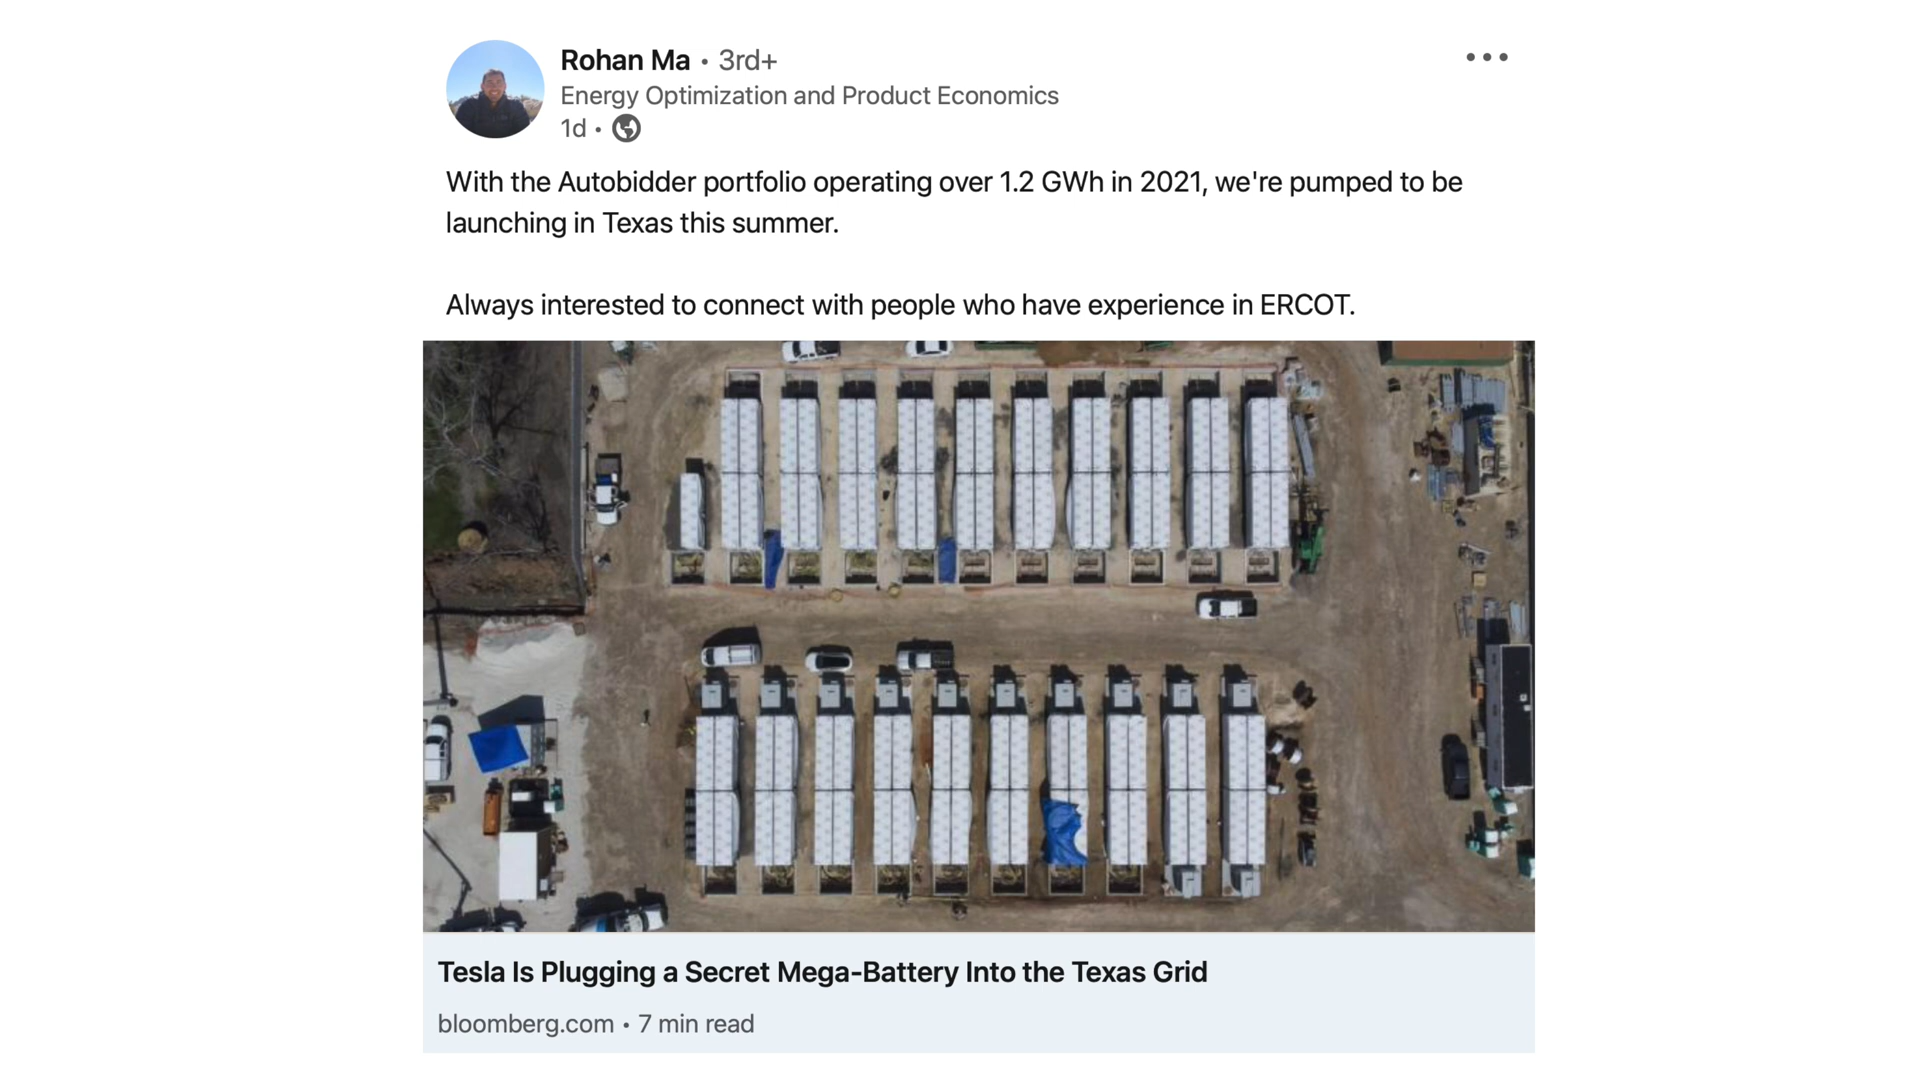 Rohan Ma • 3rd+
Energy Optimization and Product Economics
1d •
With the Autobidder portfolio operating over 1.2 GWh in 2021, we're pumped to be
launching in Texas this summer.
Always interested to connect with people who have experience in ERCOT.
Tesla Is Plugging a Secret Mega-Battery Into the Texas Grid
bloomberg.com • 7 min read